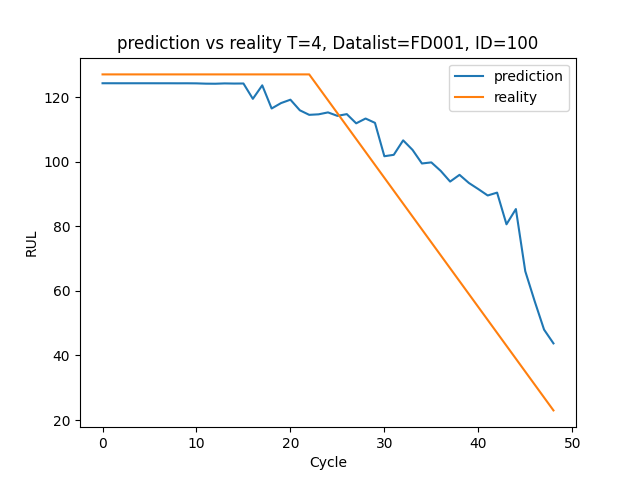 prediction vs reality T=4, Datalist=FD001, ID=100
prediction
reality
RUL
120
100
80
60
40
20
0 10 20 30 40 50
Cycle